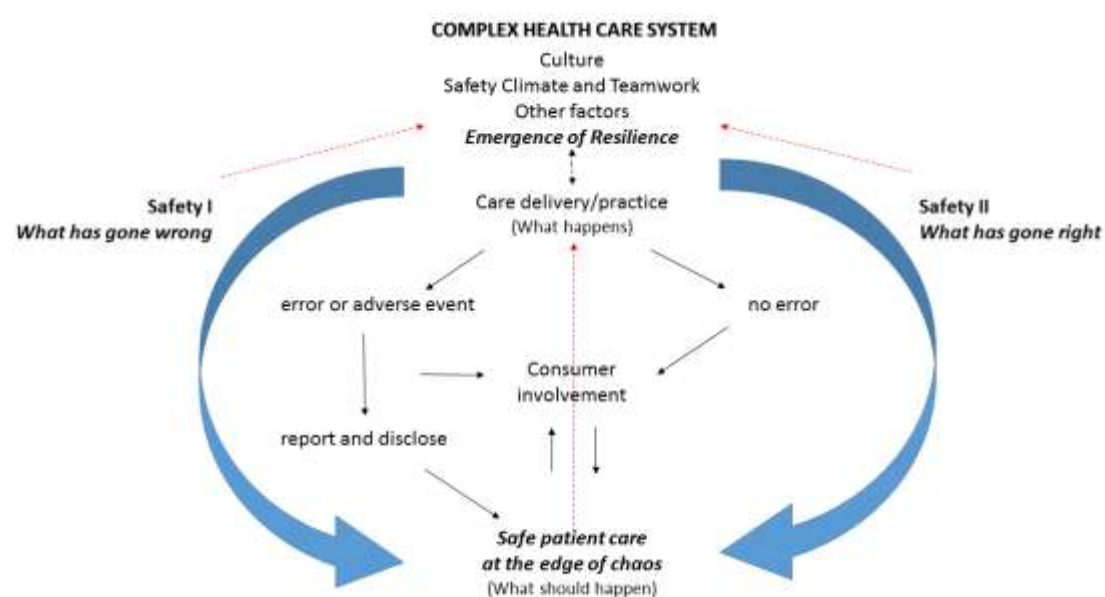 COMPLEX HEALTH CARE SYSTEM
Culture
Safety Climate and Teamwork
Other factors
Emergence of Resilience
Safety I
What has gone wrong
Care delivery/practice
(What happens)
Safety II
What has gone right
error or adverse event
no error
Consumer
involvement
report and disclose
Safe patient care
at the edge of chaos
(What should happen)